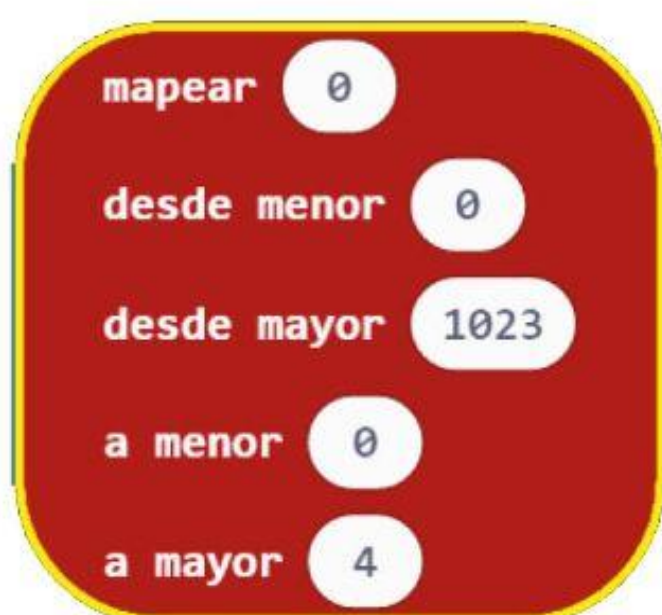 mapear 0
desde menor 0
desde mayor 1023
a menor 0
a mayor 4